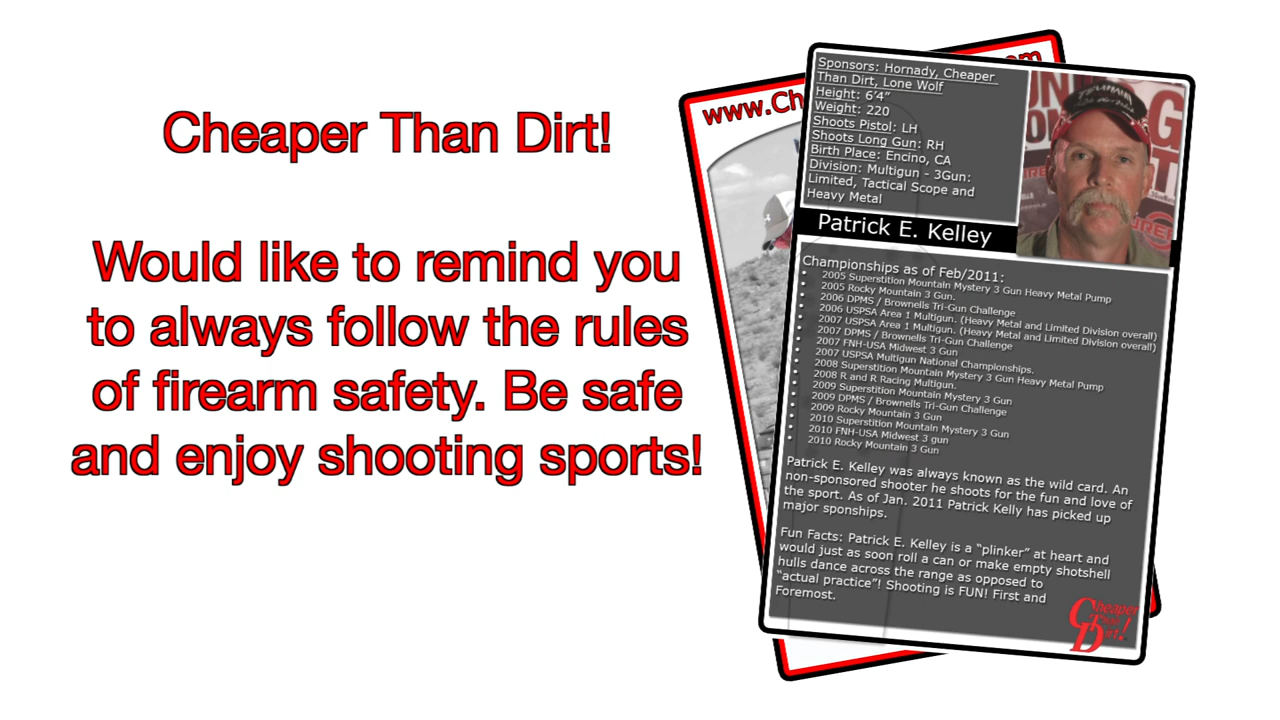 Cheaper Than Dirt!
Would like to remind you
to always follow the rules
of firearm safety. Be safe
and enjoy shooting sports!
www.Ch
Sponsors: Hornady, Cheaper
Than Dirt, Lone Wolf
Height: 6'4"
Weight: 220
Shoots Pistol: LH
Shoots Long Gun: RH
Birth Place: Encino, CA
Division: Multigun - 3Gun:
Limited, Tactical Scope and
Heavy Metal
Patrick E. Kelley
Championships as of Feb/2011:
• 2005 Superstition Mountain Mystery 3 Gun Heavy Metal Pump
• 2005 Rocky Mountain 3 Gun.
• 2006 DPMS / Brownells Tri-Gun Challenge
• 2006 USPSA Area 1 Multigun. (Heavy Metal and Limited Division overall)
• 2007 USPSA Area 1 Multigun. (Heavy Metal and Limited Division overall)
• 2007 DPMS / Brownells Tri-Gun Challenge
• 2007 FNH-USA Midwest 3 Gun
• 2007 USPSA Multigun National Championships.
• 2008 Superstition Mountain Mystery 3 Gun Heavy Metal Pump
• 2008 R and R Racing Multigun.
• 2009 Superstition Mountain Mystery 3 Gun
• 2009 DPMS / Brownells Tri-Gun Challenge
• 2009 Rocky Mountain 3 Gun
• 2010 Superstition Mountain Mystery 3 Gun
• 2010 FNH-USA Midwest 3 gun
• 2010 Rocky Mountain 3 Gun
Patrick E. Kelley was always known as the wild card. An
non-sponsored shooter he shoots for the fun and love of
the sport. As of Jan. 2011 Patrick Kelly has picked up
major sponships.
Fun Facts: Patrick E. Kelley is a "plinker" at heart and
would just as soon roll a can or make empty shotshell
hulls dance across the range as opposed to
"actual practice"! Shooting is FUN! First and
Foremost.
Cheaper
Than
Dirt!